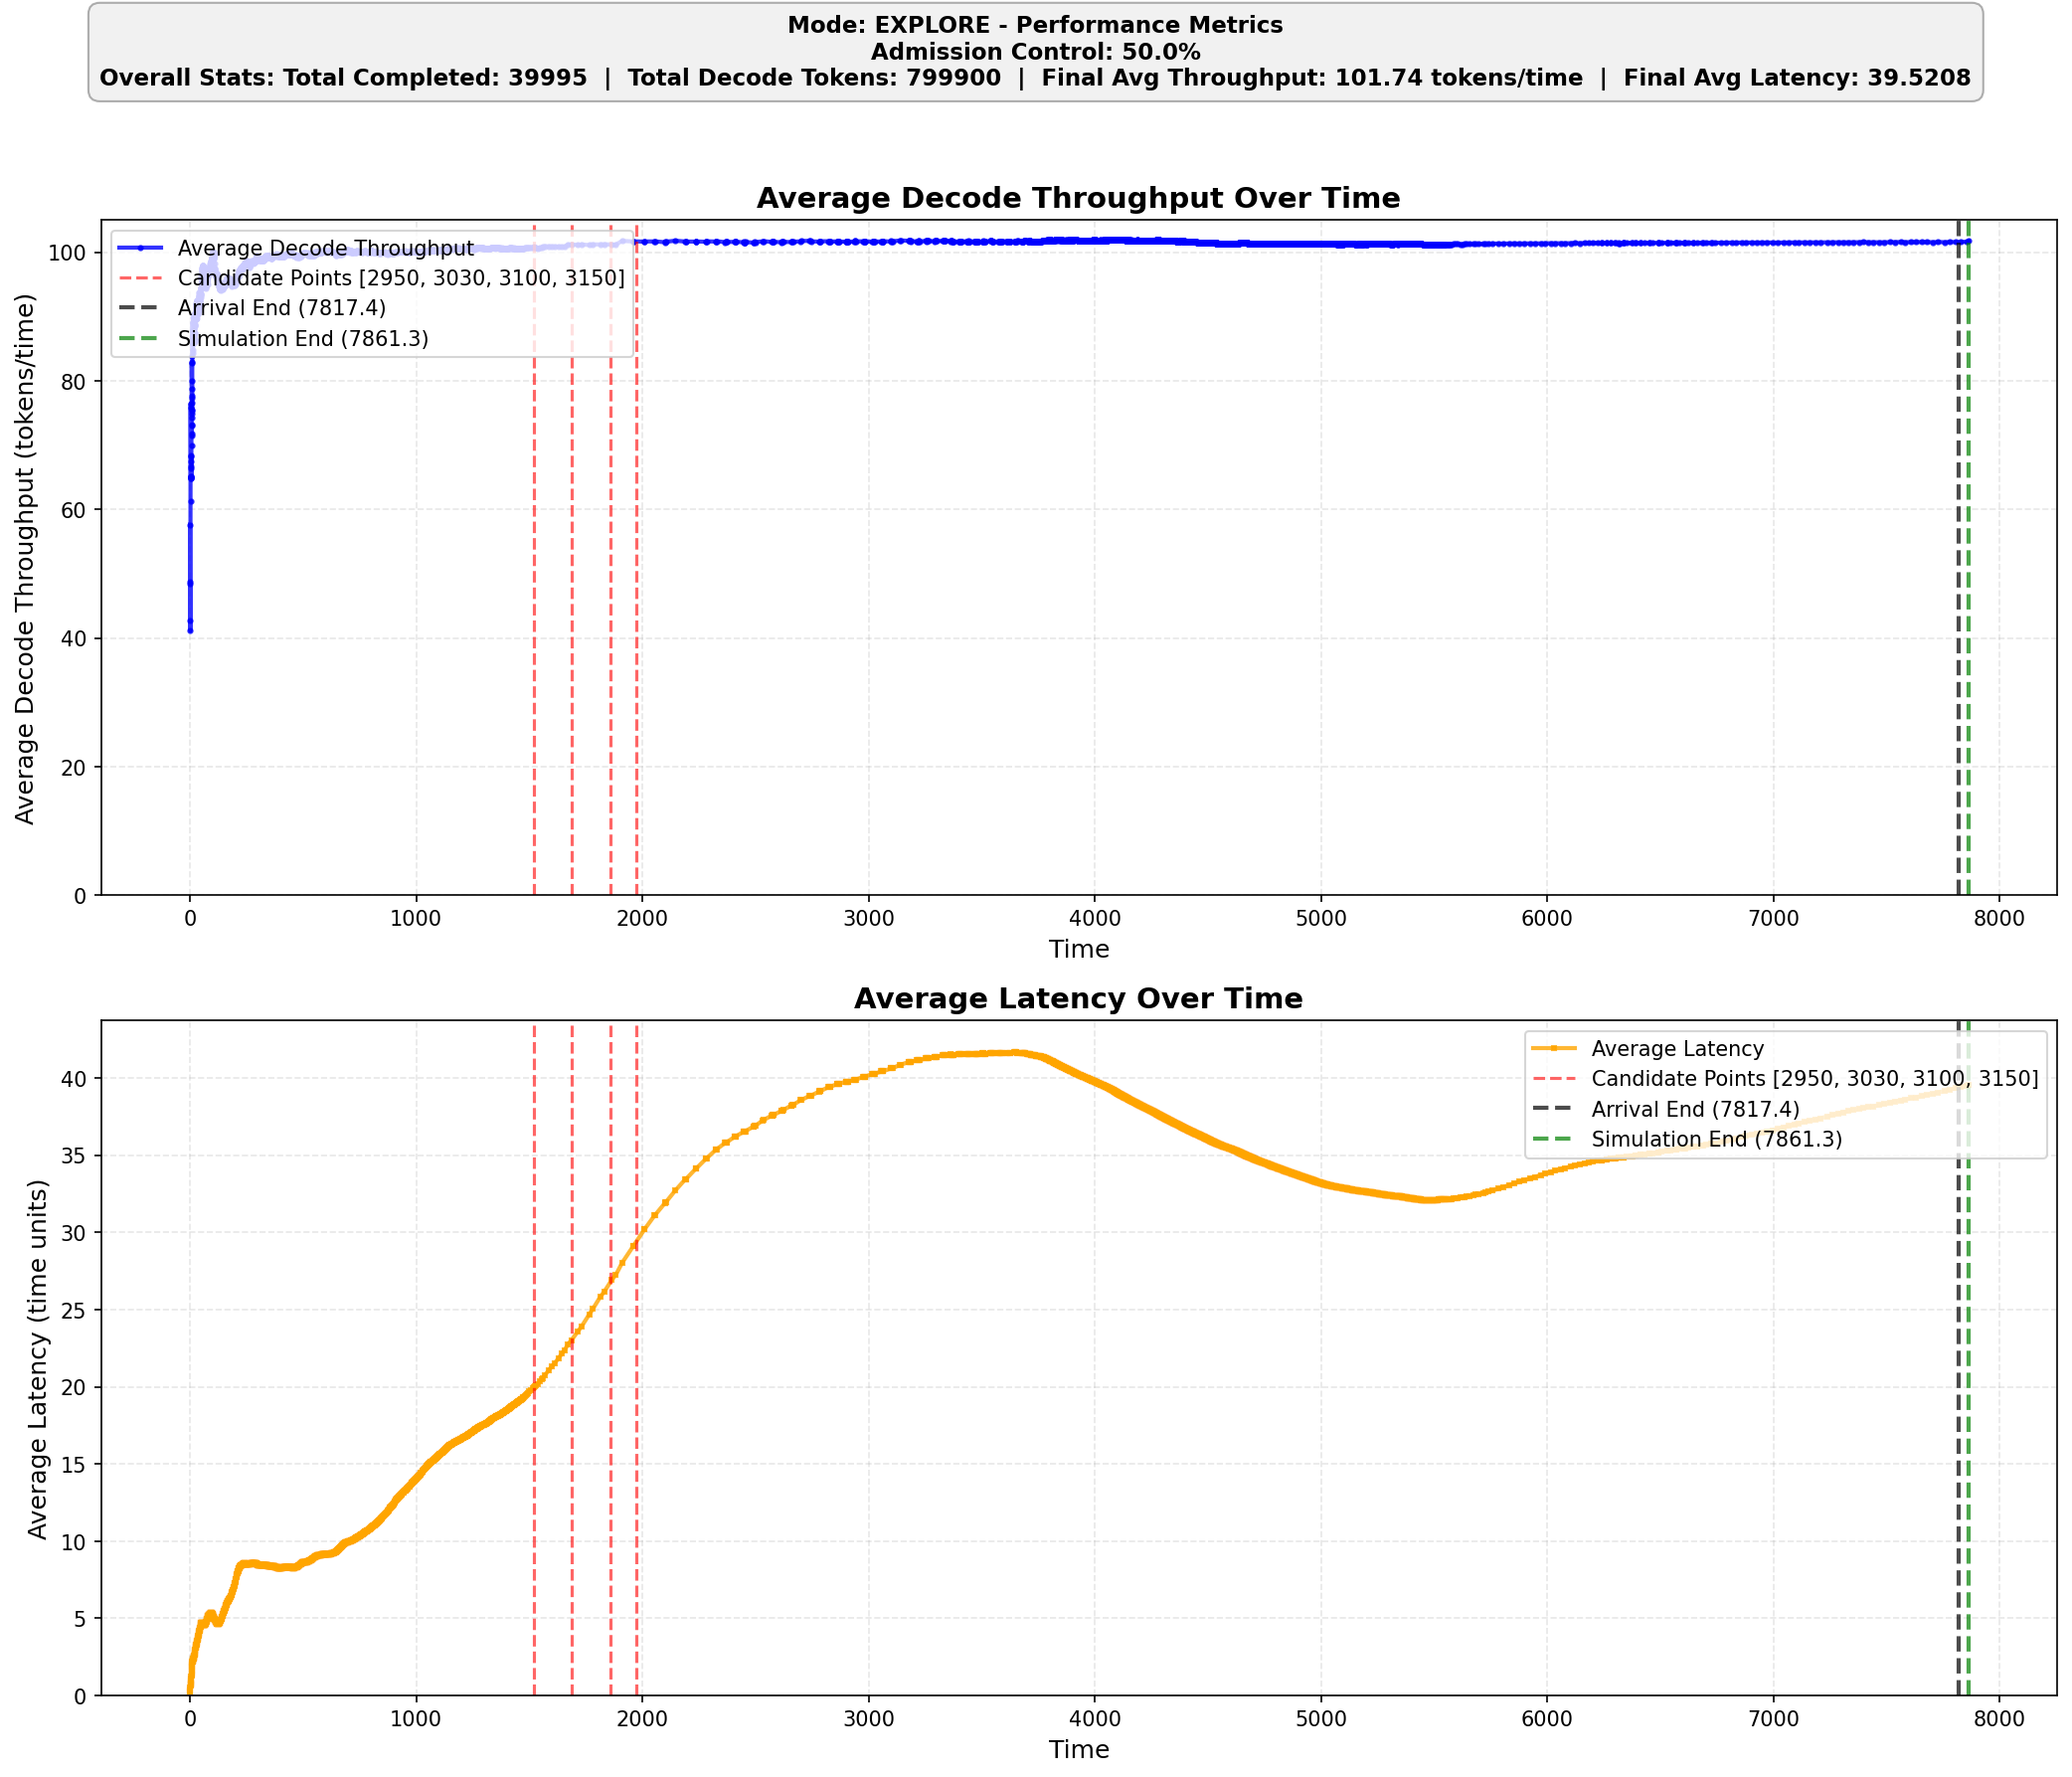 Mode: EXPLORE - Performance Metrics
Admission Control: 50.0%
Overall Stats: Total Completed: 39995 | Total Decode Tokens: 799900 | Final Avg Throughput: 101.74 tokens/time | Final Avg Latency: 39.5208
Average Decode Throughput Over Time
Average Decode Throughput (tokens/time)
100
80
60
40
20
0
Average Decode Throughput
Candidate Points [2950, 3030, 3100, 3150]
Arrival End (7817.4)
Simulation End (7861.3)
0 1000 2000 3000 4000 5000 6000 7000 8000
Time
Average Latency Over Time
Average Latency (time units)
40
35
30
25
20
15
10
5
0
Average Latency
Candidate Points [2950, 3030, 3100, 3150]
Arrival End (7817.4)
Simulation End (7861.3)
0 1000 2000 3000 4000 5000 6000 7000 8000
Time